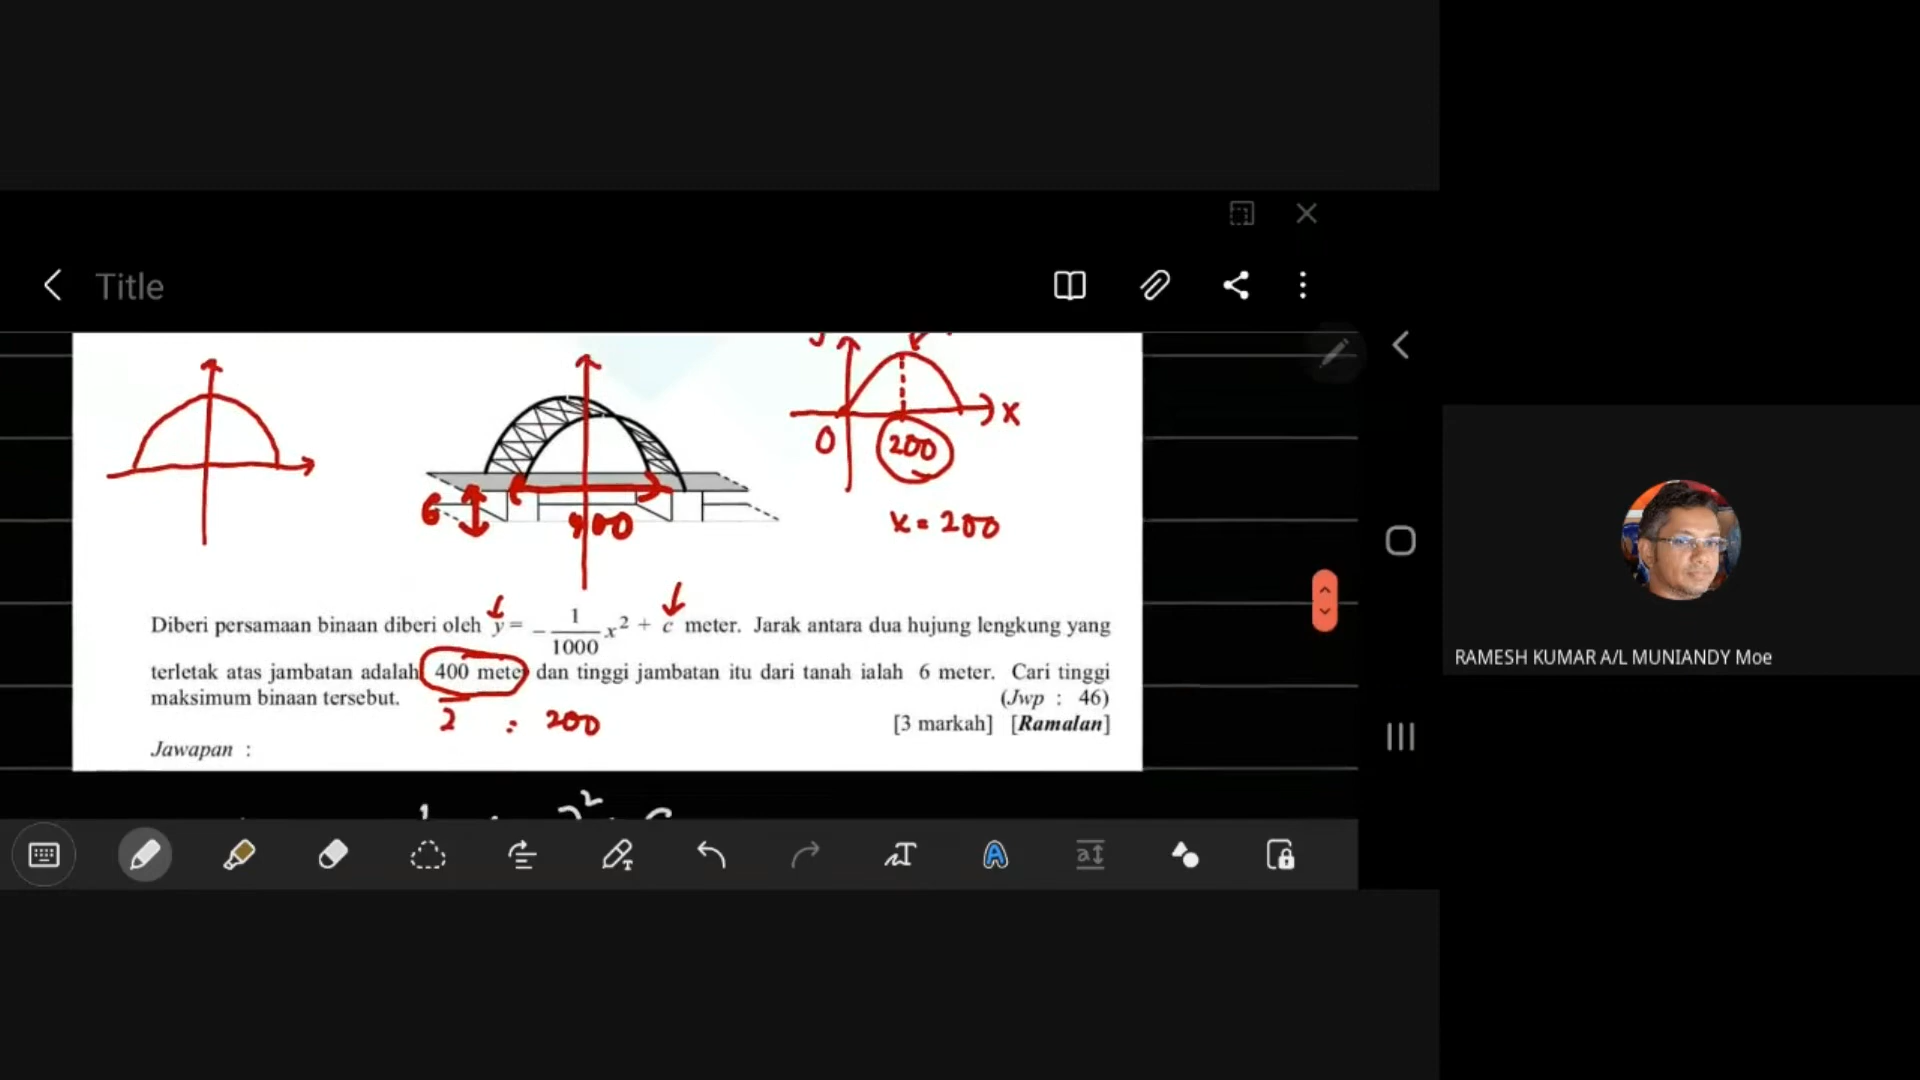 Title
y
x
0
200
6
400
x = 200
Diberi persamaan binaan diberi oleh y = - 1/1000 x² + c meter. Jarak antara dua hujung lengkung yang
terletak atas jambatan adalah 400 meter dan tinggi jambatan itu dari tanah ialah 6 meter. Cari tinggi
maksimum binaan tersebut. (Jwp : 46)
2 : 200
[3 markah] [Ramalan]
Jawapan :
RAMESH KUMAR A/L MUNIANDY Moe